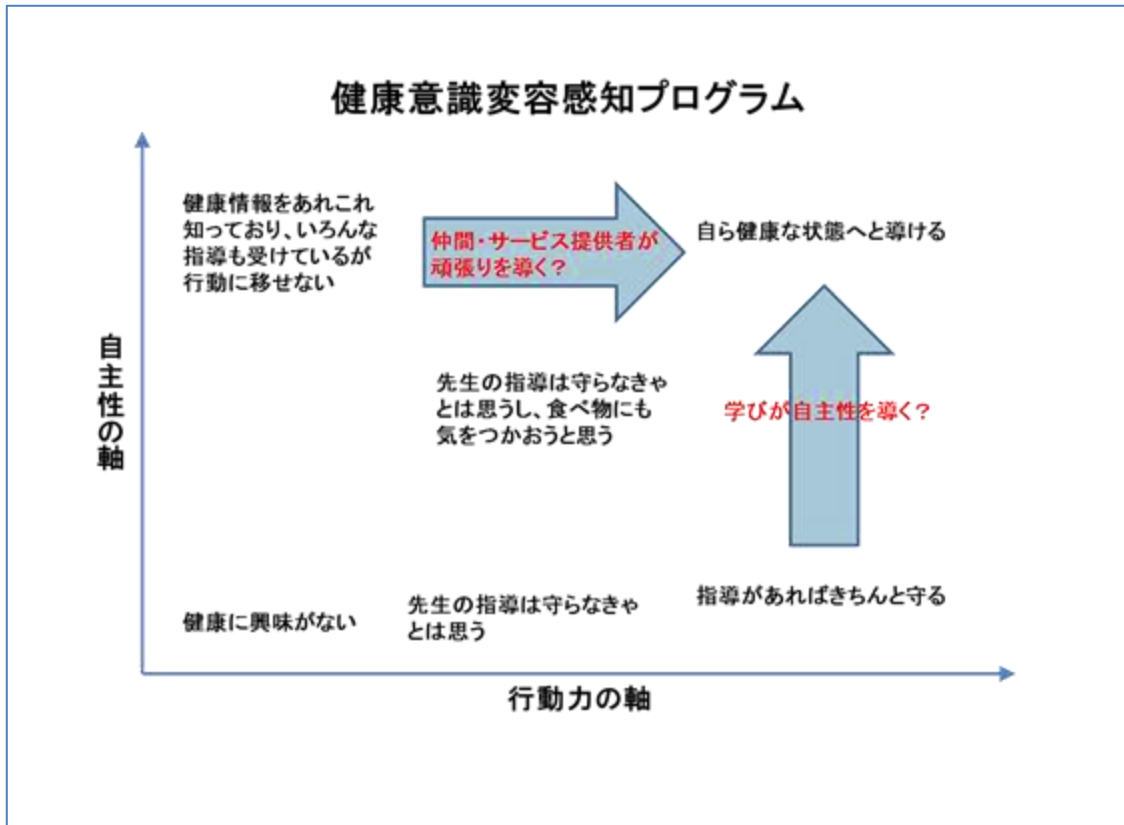 健康意識変容感知プログラム
健康情報をあれこれ
知っており、いろんな
指導も受けているが
行動に移せない
仲間・サービス提供者が
頑張りを導く?
自ら健康な状態へと導ける
自主性の軸
先生の指導は守らなきゃ
とは思うし、食べ物にも
気をつかおうと思う
学びが自主性を導く?
健康に興味がない
先生の指導は守らなきゃ
とは思う
指導があればきちんと守る
行動力の軸